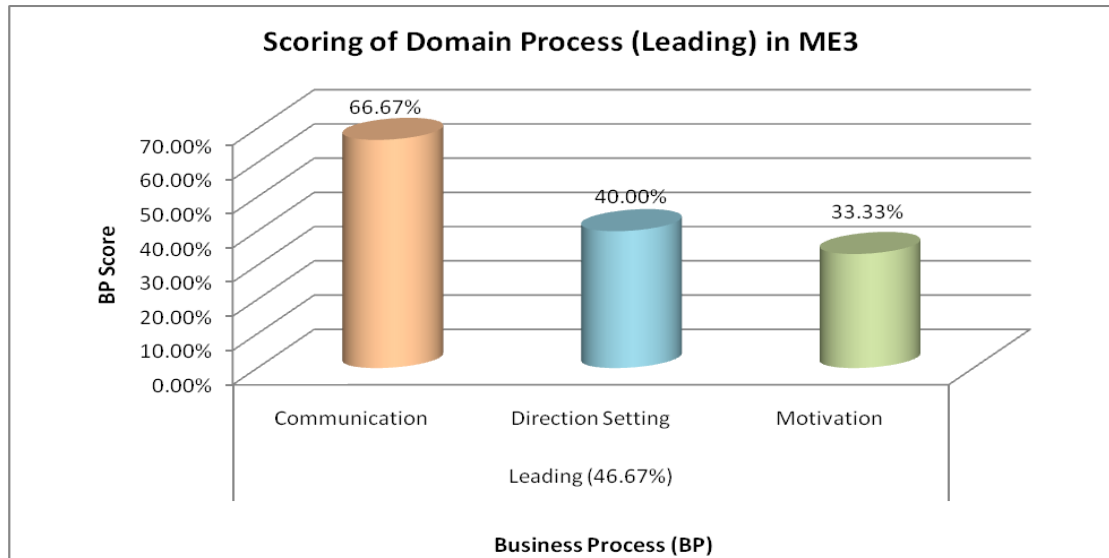 Scoring of Domain Process (Leading) in ME3
66.67%
40.00%
33.33%
70.00%
60.00%
50.00%
40.00%
30.00%
20.00%
10.00%
0.00%
BP Score
Communication
Direction Setting
Motivation
Leading (46.67%)
Business Process (BP)